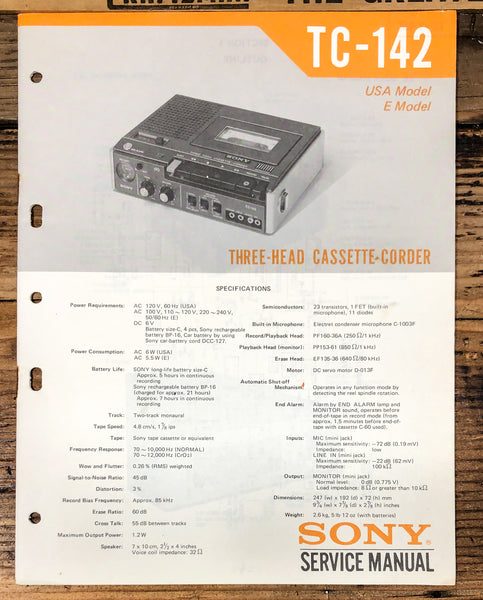 TC-142
USA Model
E Model
SONY
THREE-HEAD CASSETTE-CORDER
SPECIFICATIONS
Power Requirements: AC 120 V, 60 Hz (USA)
AC 100 V, 110 ~ 120 V, 220 ~ 240 V,
50/60 Hz (E)
DC 6 V
Battery size-C, 4 pcs, Sony rechargeable
battery BP-16, Car battery by using
Sony car-battery cord DCC-127.
Power Consumption: AC 6 W (USA)
AC 5.5 W (E)
Battery Life: SONY long-life battery size-C
Approx. 5 hours in continuous
recording
Sony rechargeable battery BP-16
(charged for approx. 21 hours)
Approx. 7 hours in continuous
recording
Track: Two-track monaural
Tape Speed: 4.8 cm/s, 1⅞ ips
Tape: Sony tape cassette or equivalent
Frequency Response: 70 ~ 10,000 Hz (NORMAL)
70 ~ 12,000 Hz (CrO₂)
Wow and Flutter: 0.26 % (RMS) weighted
Signal-to-Noise Ratio: 45 dB
Distortion: 3 %
Record Bias Frequency: Approx. 85 kHz
Erase Ratio: 60 dB
Cross Talk: 55 dB between tracks
Maximum Output Power: 1.2 W
Speaker: 7 x 10 cm, 2½ x 4 inches
Voice coil impedance: 32 Ω
Semiconductors: 23 transistors, 1 FET (built-in
microphone), 11 diodes
Built-in Microphone: Electret condenser microphone C-1003F
Record/Playback Head: PF160-36A (250 Ω/1 kHz)
Playback Head (monitor): PP153-61 (860 Ω/1 kHz)
Erase Head: EF135-36 (640 Ω/80 kHz)
Motor: DC servo motor D-013F
Automatic Shut-off
Mechanism: Operates in any function mode by
detecting the reel spindle rotation.
End Alarm: Alarm by END ALARM lamp and
MONITOR sound, operates before
end-of-tape in record mode (from
approx. 1.5 minutes before end-of-
tape with cassette C-60 used).
Inputs: MIC (mini jack)
Maximum sensitivity: −72 dB (0.19 mV)
Impedance: low
LINE IN (mini jack)
Maximum sensitivity: −22 dB (62 mV)
Impedance: 100 kΩ
Output: MONITOR (mini jack)
Normal level: 0 dB (0.775 V)
Load impedance: 8 Ω or greater than 10 kΩ
Dimensions: 247 (w) x 192 (d) x 72 (h) mm
9¾ (w) x 7⅝ (d) x 2⅞ (h) inches
Weight: 2.6 kg, 5 lb 12 oz (with batteries)
SONY®
SERVICE MANUAL